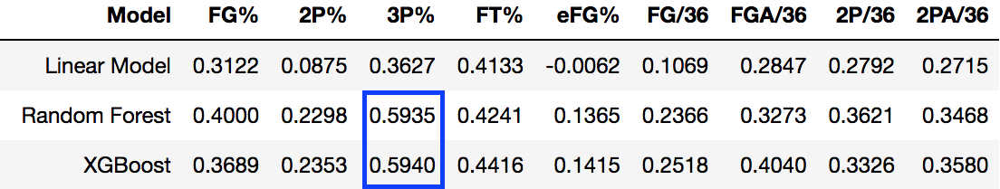 Model FG% 2P% 3P% FT% eFG% FG/36 FGA/36 2P/36 2PA/36
Linear Model 0.3122 0.0875 0.3627 0.4133 -0.0062 0.1069 0.2847 0.2792 0.2715
Random Forest 0.4000 0.2298 0.5935 0.4241 0.1365 0.2366 0.3273 0.3621 0.3468
XGBoost 0.3689 0.2353 0.5940 0.4416 0.1415 0.2518 0.4040 0.3326 0.3580